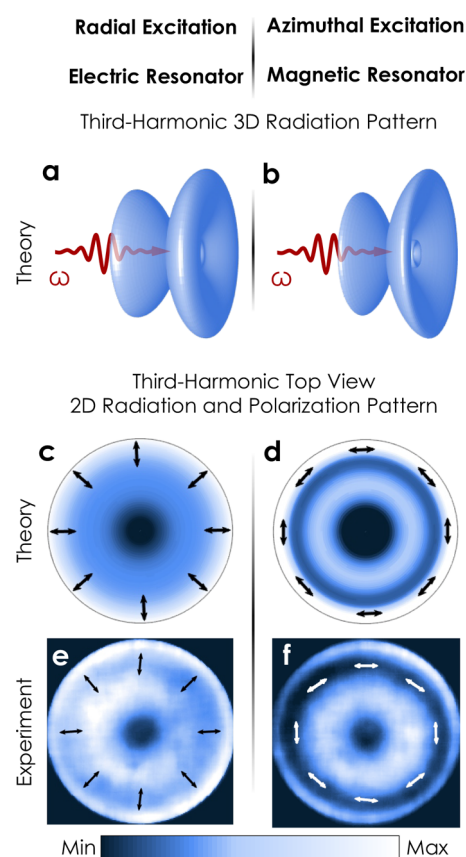 Radial Excitation
Azimuthal Excitation
Electric Resonator
Magnetic Resonator
Third-Harmonic 3D Radiation Pattern
a
b
Theory
ω
ω
Third-Harmonic Top View
2D Radiation and Polarization Pattern
c
d
Theory
e
f
Experiment
Min
Max